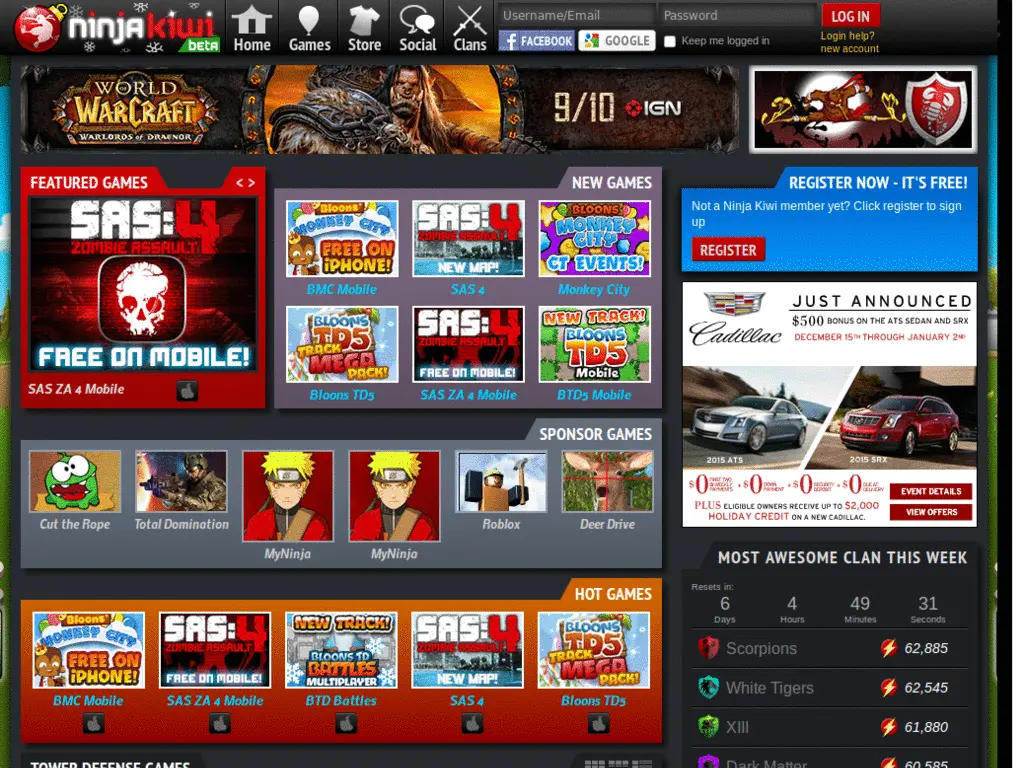 ninjakiwi
beta
Home
Games
Store
Social
Clans
Username/Email
Password
LOG IN
FACEBOOK
GOOGLE
Keep me logged in
Login help?
new account
WORLD
WARCRAFT
WARLORDS OF DRAENOR
9/10 IGN
FEATURED GAMES
< >
SAS:4
ZOMBIE ASSAULT
FREE ON MOBILE!
SAS ZA 4 Mobile
NEW GAMES
Bloons
MONKEY CITY
FREE ON iPHONE!
BMC Mobile
SAS:4
ZOMBIE ASSAULT
NEW MAP!
SAS 4
BLOONS
MONKEY CITY
CT EVENTS!
Monkey City
BLOONS
TD5
TRACK
MEGA
PACK!
Bloons TD5
SAS:4
ZOMBIE ASSAULT
FREE ON MOBILE!
SAS ZA 4 Mobile
NEW TRACK!
BLOONS
TD5
Mobile
BTD5 Mobile
REGISTER NOW - IT'S FREE!
Not a Ninja Kiwi member yet? Click register to sign
up
REGISTER
Cadillac
JUST ANNOUNCED
$500 BONUS ON THE ATS SEDAN AND SRX
DECEMBER 15TH THROUGH JANUARY 2ND
2015 ATS
2015 SRX
$0 FIRST TWO BI-WEEKLY PAYMENTS + $0 DOWN PAYMENT + $0 SECURITY DEPOSIT + $0 DUE AT DELIVERY
PLUS ELIGIBLE OWNERS RECEIVE UP TO $2,000
HOLIDAY CREDIT ON A NEW CADILLAC.
EVENT DETAILS
VIEW OFFERS
SPONSOR GAMES
Cut the Rope
Total Domination
MyNinja
MyNinja
Roblox
Deer Drive
HOT GAMES
Bloons
MONKEY CITY
FREE ON iPHONE!
BMC Mobile
SAS:4
ZOMBIE ASSAULT
FREE ON MOBILE!
SAS ZA 4 Mobile
NEW TRACK!
BLOONS TD
BATTLES
MULTIPLAYER
BTD Battles
SAS:4
ZOMBIE ASSAULT
NEW MAP!
SAS 4
BLOONS
TD5
TRACK
MEGA
PACK!
Bloons TD5
MOST AWESOME CLAN THIS WEEK
Resets in:
6 4 49 31
Days Hours Minutes Seconds
Scorpions 62,885
White Tigers 62,545
XIII 61,880
Dark Matter 60,585
TOWER DEFENSE GAMES